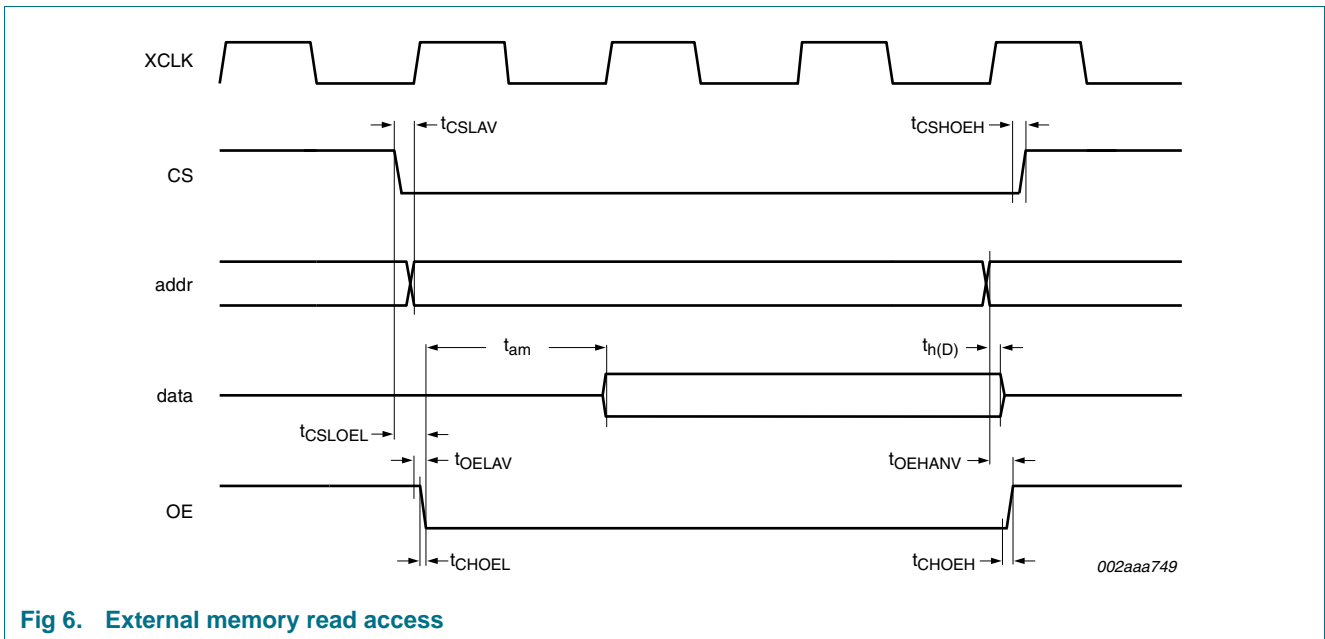 XCLK
tCSLAV
tCSHOEH
CS
addr
tam
th(D)
data
tCSLOEL
tOELAV
tOEHANV
OE
tCHOEL
tCHOEH
002aaa749
Fig 6. External memory read access